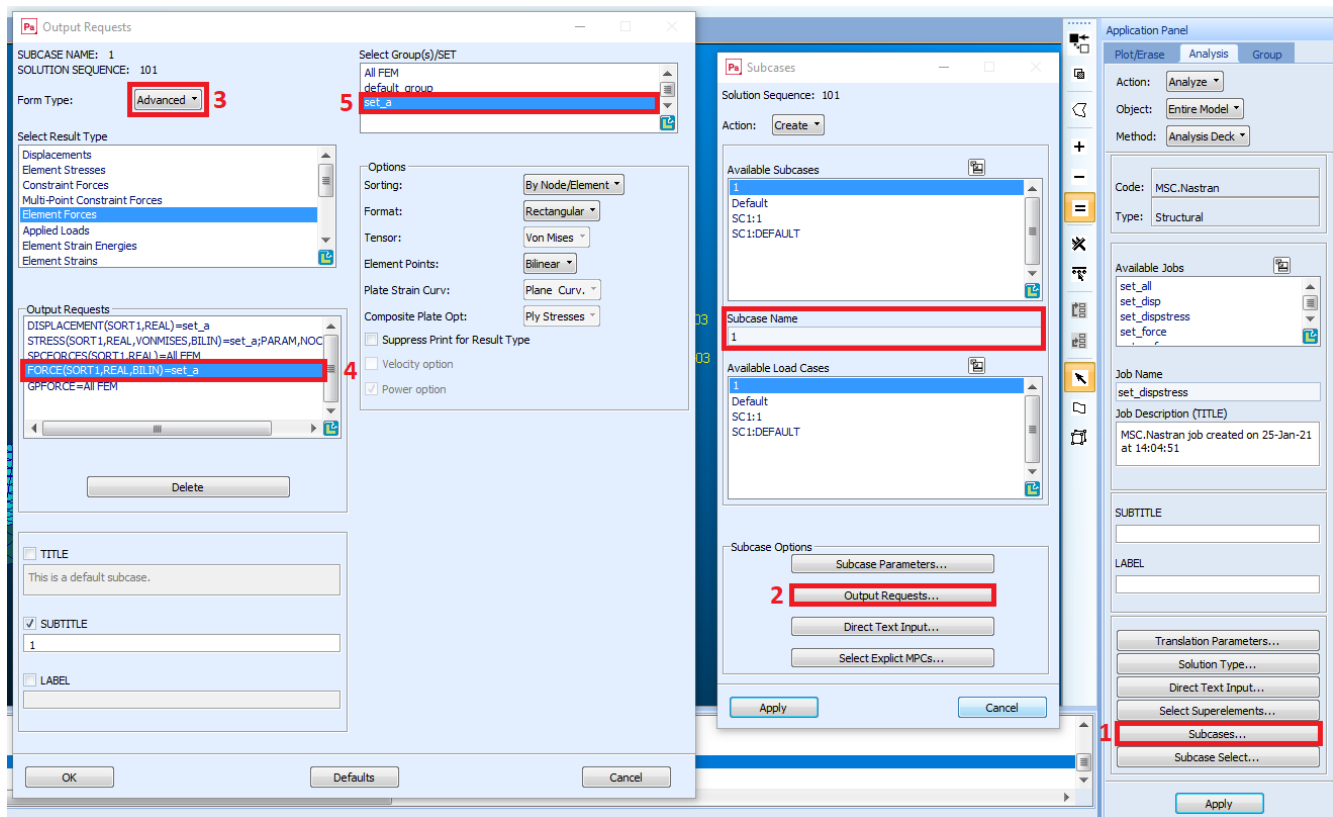 Pa Output Requests
SUBCASE NAME: 1
SOLUTION SEQUENCE: 101
Form Type: Advanced 3
Select Result Type
Displacements
Element Stresses
Constraint Forces
Multi-Point Constraint Forces
Element Forces
Applied Loads
Element Strain Energies
Element Strains
Output Requests
DISPLACEMENT(SORT1,REAL)=set_a
STRESS(SORT1,REAL,VONMISES,BILIN)=set_a;PARAM,NOC
SPCFORCES(SORT1,REAL)=All FEM
FORCE(SORT1,REAL,BILIN)=set_a 4
GPFORCE=All FEM
Delete
TITLE
This is a default subcase.
SUBTITLE
1
LABEL
OK
Defaults
Cancel
Select Group(s)/SET
All FEM
default_group
5 set_a
Options
Sorting: By Node/Element
Format: Rectangular
Tensor: Von Mises
Element Points: Bilinear
Plate Strain Curv: Plane Curv.
Composite Plate Opt: Ply Stresses
Suppress Print for Result Type
Velocity option
Power option
03
03
Pa Subcases
Solution Sequence: 101
Action: Create
Available Subcases
1
Default
SC1:1
SC1:DEFAULT
Subcase Name
1
Available Load Cases
1
Default
SC1:1
SC1:DEFAULT
Subcase Options
Subcase Parameters...
2 Output Requests...
Direct Text Input...
Select Explict MPCs...
Apply
Cancel
Application Panel
Plot/Erase Analysis Group
Action: Analyze
Object: Entire Model
Method: Analysis Deck
Code: MSC.Nastran
Type: Structural
Available Jobs
set_all
set_disp
set_dispstress
set_force
Job Name
set_dispstress
Job Description (TITLE)
MSC.Nastran job created on 25-Jan-21
at 14:04:51
SUBTITLE
LABEL
Translation Parameters...
Solution Type...
Direct Text Input...
Select Superelements...
1 Subcases...
Subcase Select...
Apply